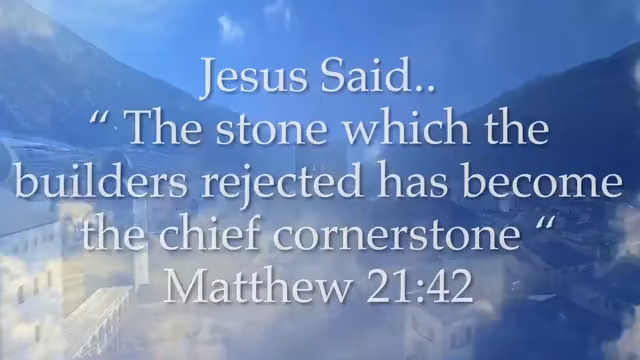 Jesus Said..
“ The stone which the
builders rejected has become
the chief cornerstone “
Matthew 21:42